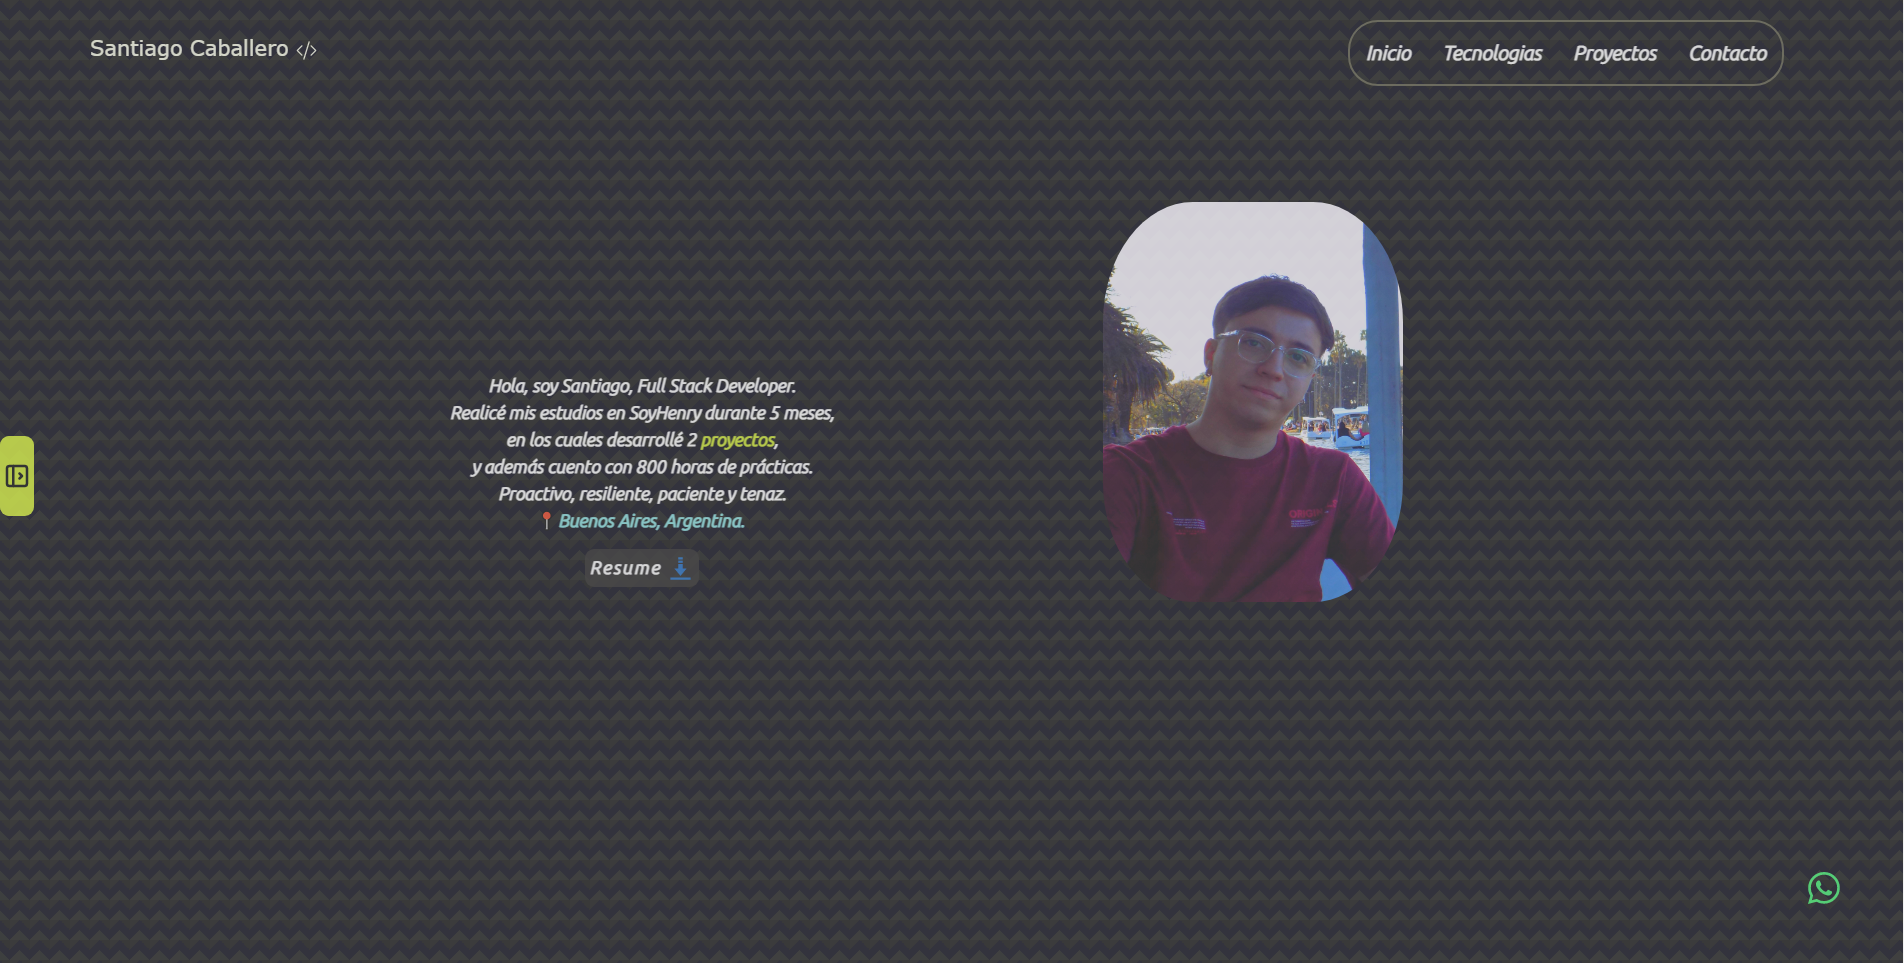 Santiago Caballero </>
Inicio Tecnologias Proyectos Contacto
Hola, soy Santiago, Full Stack Developer.
Realicé mis estudios en SoyHenry durante 5 meses,
en los cuales desarrollé 2 proyectos,
y además cuento con 800 horas de prácticas.
Proactivo, resiliente, paciente y tenaz.
📍Buenos Aires, Argentina.
Resume